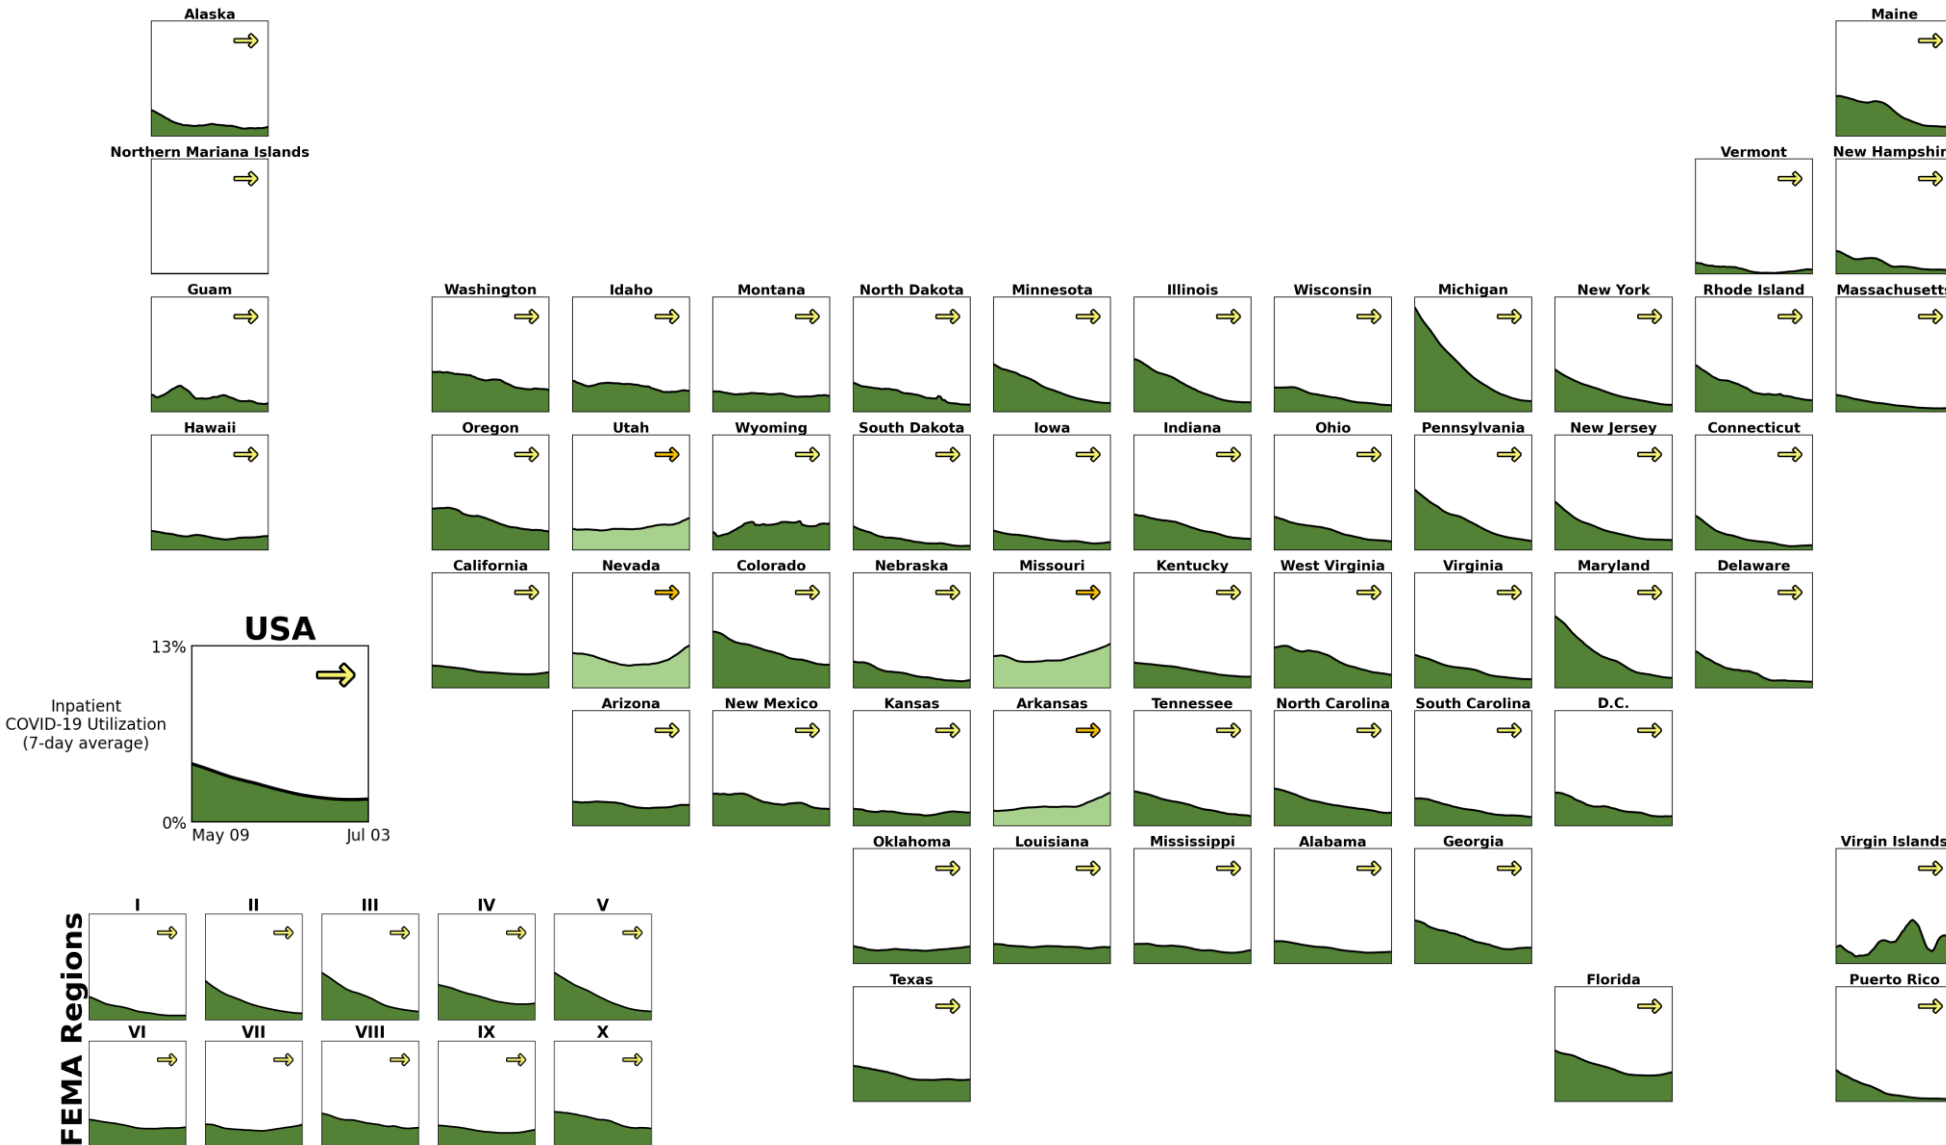 Alaska
Maine
Northern Mariana Islands
Vermont
New Hampshir
Guam
Washington
Idaho
Montana
North Dakota
Minnesota
Illinois
Wisconsin
Michigan
New York
Rhode Island
Massachusetts
Hawaii
Oregon
Utah
Wyoming
South Dakota
Iowa
Indiana
Ohio
Pennsylvania
New Jersey
Connecticut
California
Nevada
Colorado
Nebraska
Missouri
Kentucky
West Virginia
Virginia
Maryland
Delaware
USA
13%
Inpatient
COVID-19 Utilization
(7-day average)
0%
May 09
Jul 03
Arizona
New Mexico
Kansas
Arkansas
Tennessee
North Carolina
South Carolina
D.C.
Oklahoma
Louisiana
Mississippi
Alabama
Georgia
Virgin Islands
Texas
Florida
Puerto Rico
FEMA Regions
I
II
III
IV
V
VI
VII
VIII
IX
X